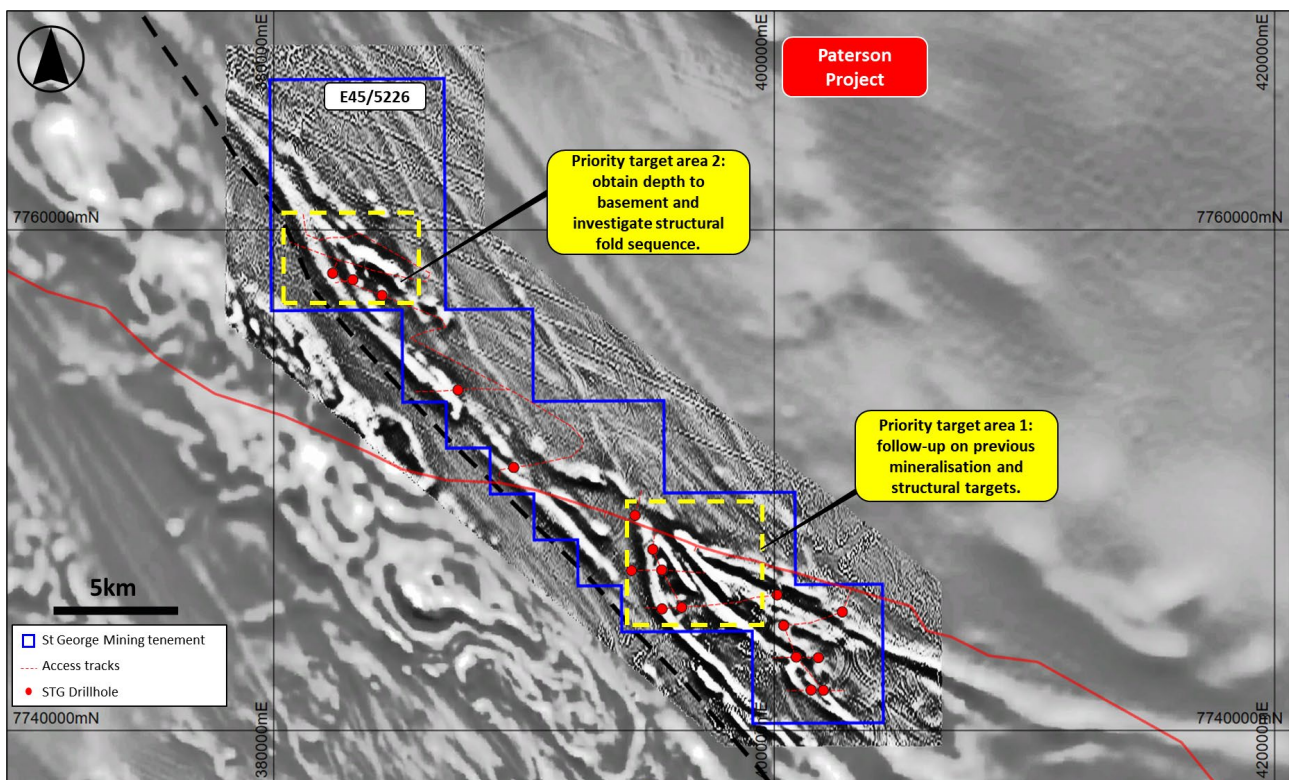 380000mE
400000mE
420000mE
Paterson
Project
E45/5226
Priority target area 2:
obtain depth to
basement and
investigate structural
fold sequence.
7760000mN
7760000mN
Priority target area 1:
follow-up on previous
mineralisation and
structural targets.
5km
St George Mining tenement
Access tracks
STG Drillhole
7740000mN
7740000mN
380000mE
400000mE
420000mE